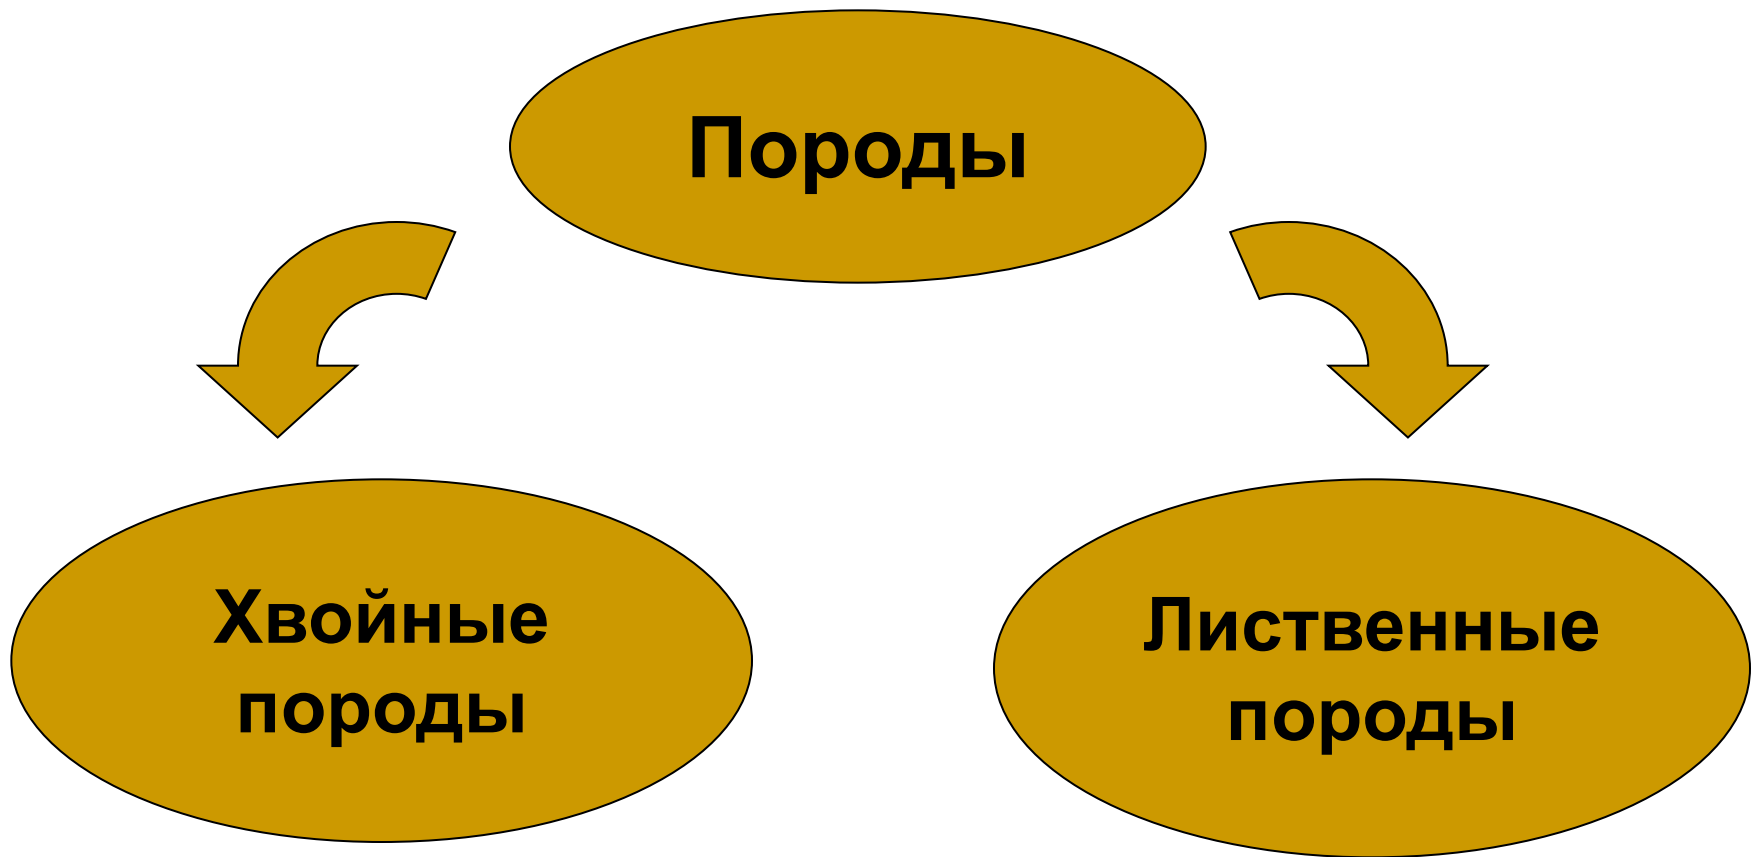 Породы
Хвойные
породы
Лиственные
породы